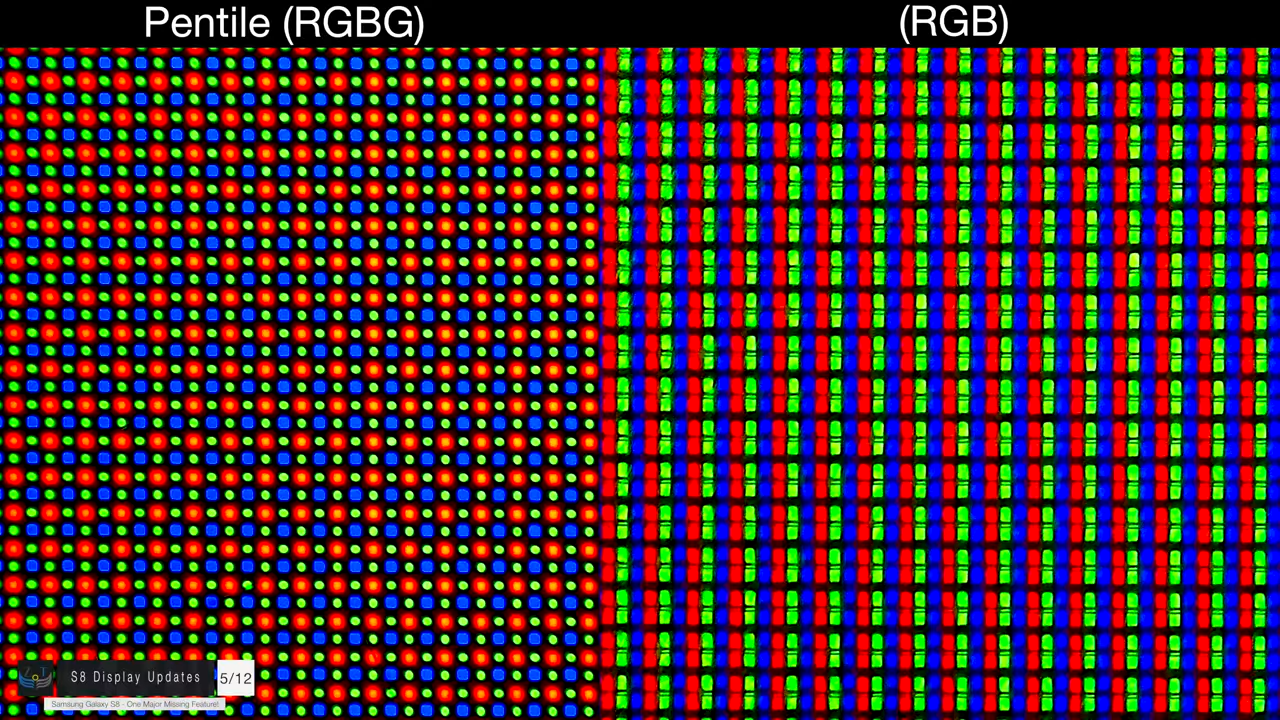 Pentile (RGBG)
(RGB)
S8 Display Updates
5/12
Samsung Galaxy S8 - One Major Missing Feature!